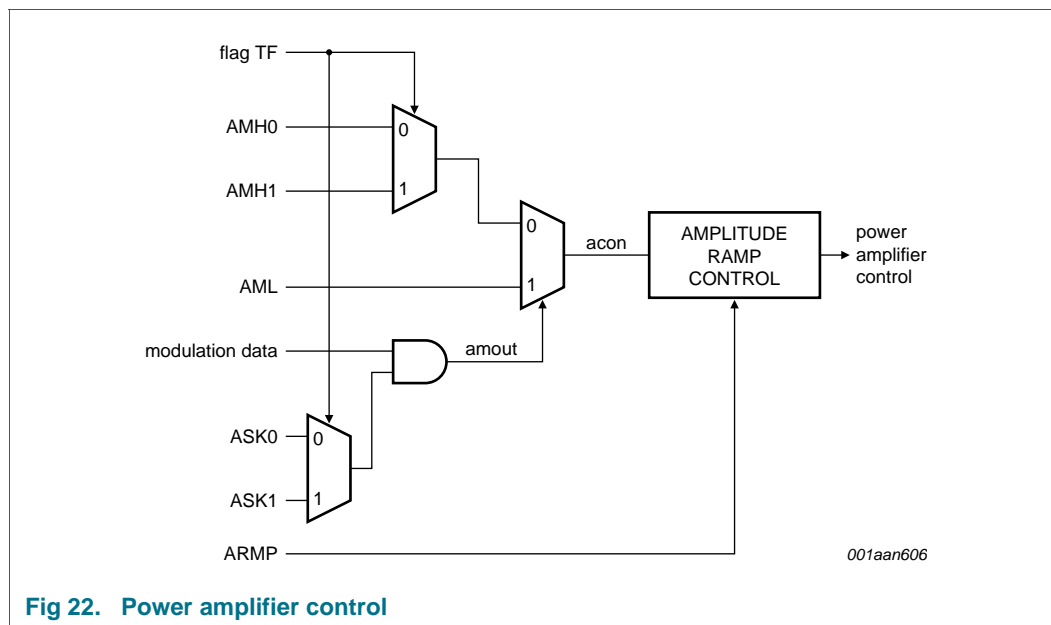 flag TF
AMH0
0
AMH1
1
0
AML
1
acon
AMPLITUDE
RAMP
CONTROL
power
amplifier
control
modulation data
amout
ASK0
0
ASK1
1
ARMP
001aan606
Fig 22. Power amplifier control